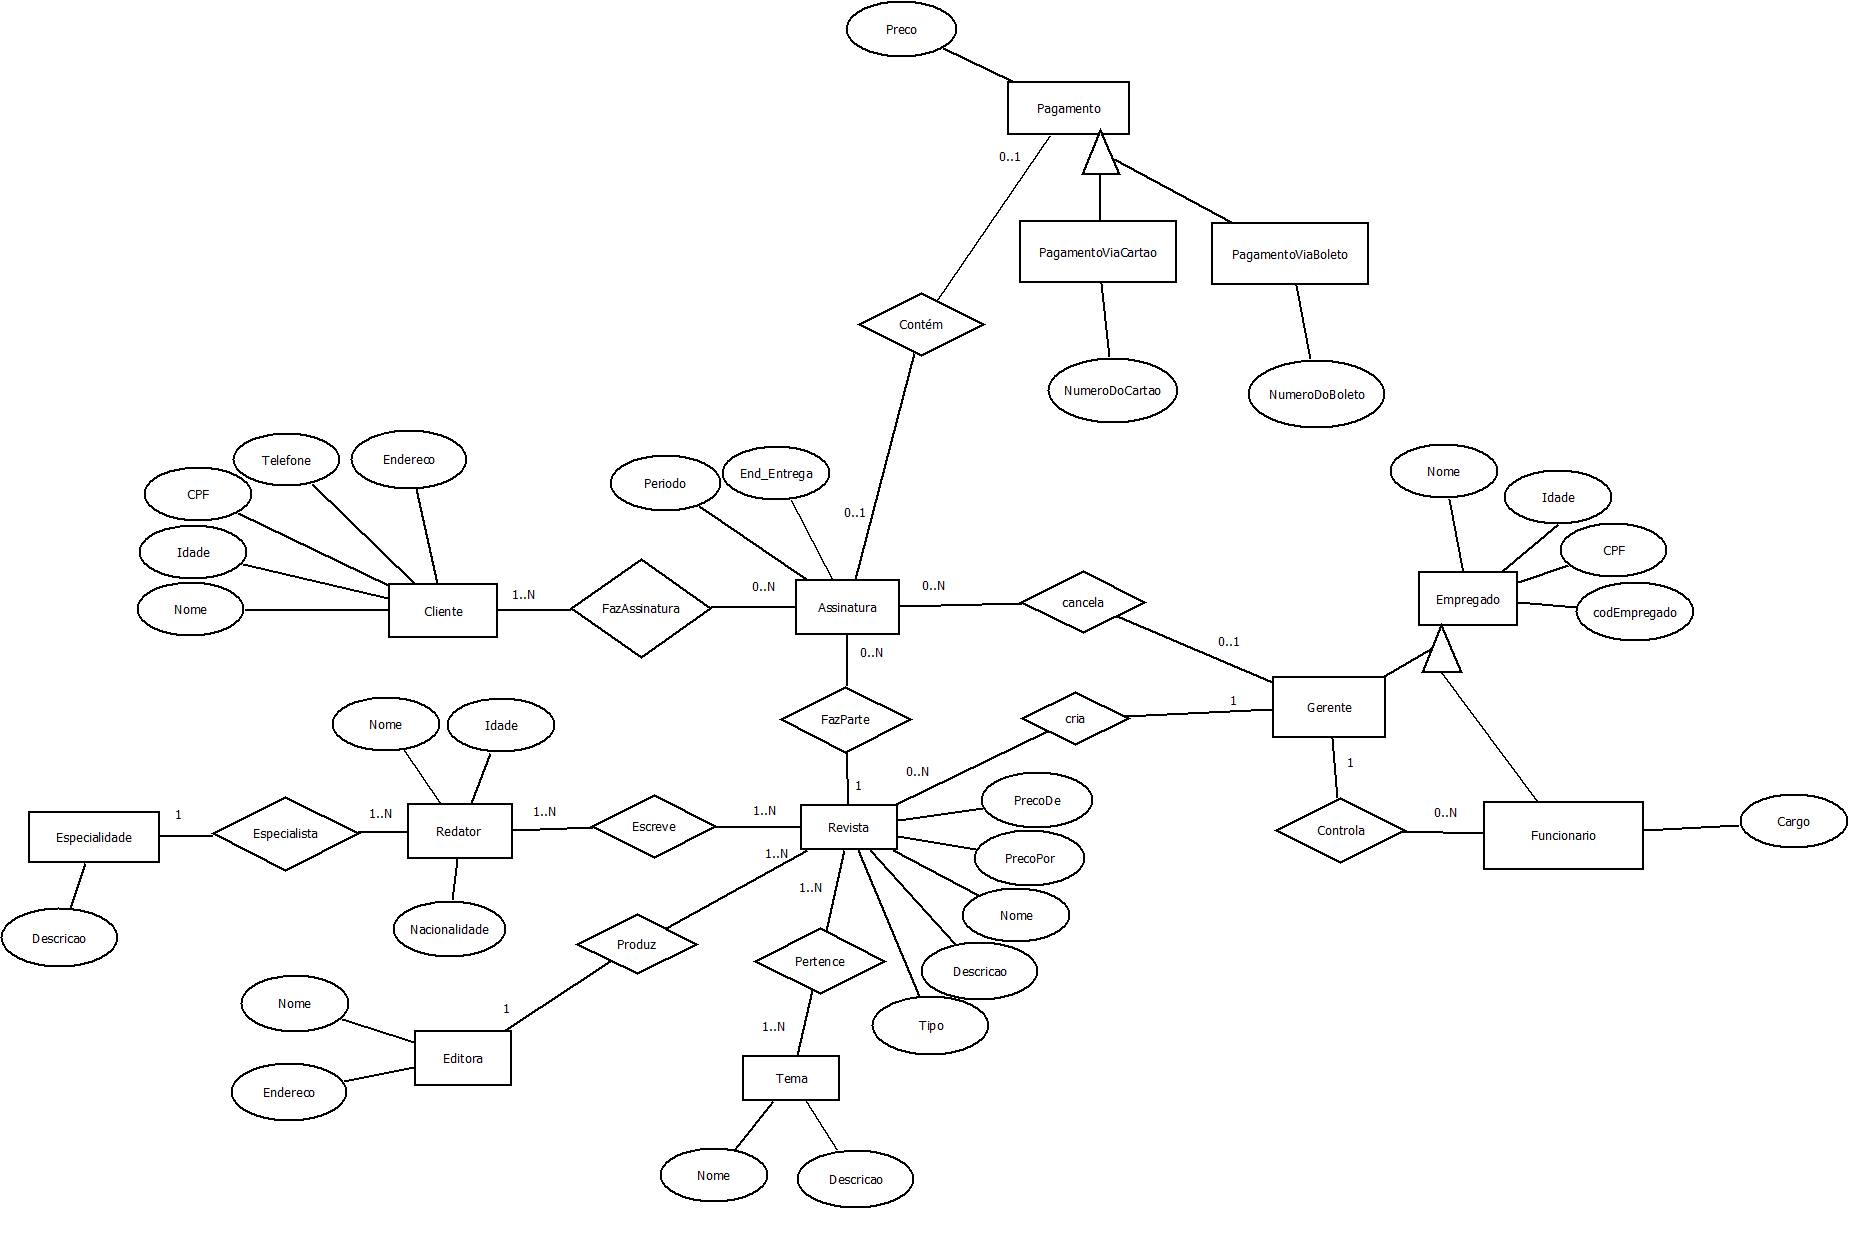 Preco
Pagamento
0..1
PagamentoViaCartao
PagamentoViaBoleto
Contém
NumeroDoCartao
NumeroDoBoleto
Telefone
Endereco
CPF
Idade
Nome
Cliente
1..N
FazAssinatura
0..N
Periodo
End_Entrega
0..1
Assinatura
0..N
cancela
0..1
Nome
Idade
CPF
codEmpregado
Empregado
0..N
FazParte
1
cria
1
0..N
Gerente
1
Controla
0..N
Funcionario
Cargo
Nome
Idade
Especialidade
1
Especialista
1..N
Redator
1..N
Escreve
1..N
Revista
PrecoDe
PrecoPor
Nome
Descricao
Tipo
Descricao
Nacionalidade
1..N
Produz
1
1..N
Pertence
1..N
Nome
Endereco
Editora
Tema
Nome
Descricao